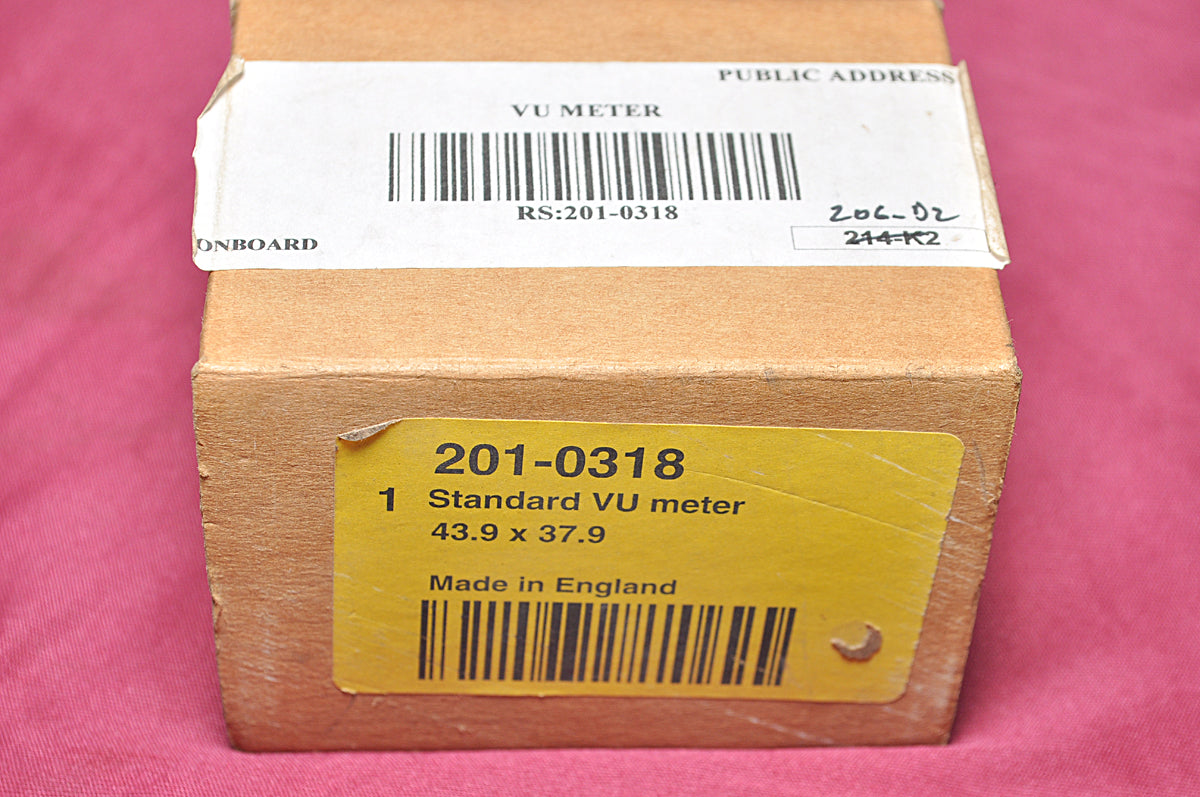 PUBLIC ADDRESS
VU METER
RS:201-0318
206-D2
214-K2
ONBOARD
201-0318
1 Standard VU meter
43.9 x 37.9
Made in England